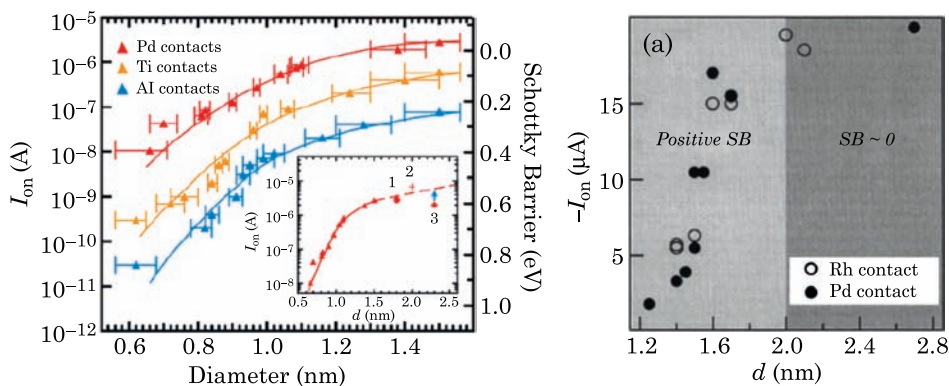 I_on (A)
10⁻⁵
10⁻⁶
10⁻⁷
10⁻⁸
10⁻⁹
10⁻¹⁰
10⁻¹¹
10⁻¹²
Pd contacts
Ti contacts
Al contacts
0.6 0.8 1.0 1.2 1.4
Diameter (nm)
-0.0
0.2
0.4
0.6
0.8
1.0
Schottky Barrier (eV)
I_on (A)
10⁻⁴
10⁻⁵
10⁻⁶
10⁻⁷
10⁻⁸
1
2
3
0.5 1.0 1.5 2.0 2.5
d (nm)
(a)
–I_on (μA)
15
10
5
Positive SB
SB ~ 0
Rh contact
Pd contact
1.2 1.6 2.0 2.4 2.8
d (nm)